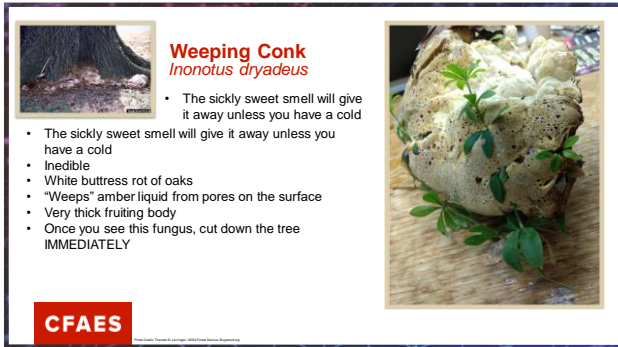 Weeping Conk
Inonotus dryadeus
• The sickly sweet smell will give
it away unless you have a cold
• The sickly sweet smell will give it away unless you
have a cold
• Inedible
• White buttress rot of oaks
• “Weeps” amber liquid from pores on the surface
• Very thick fruiting body
• Once you see this fungus, cut down the tree
IMMEDIATELY
CFAES